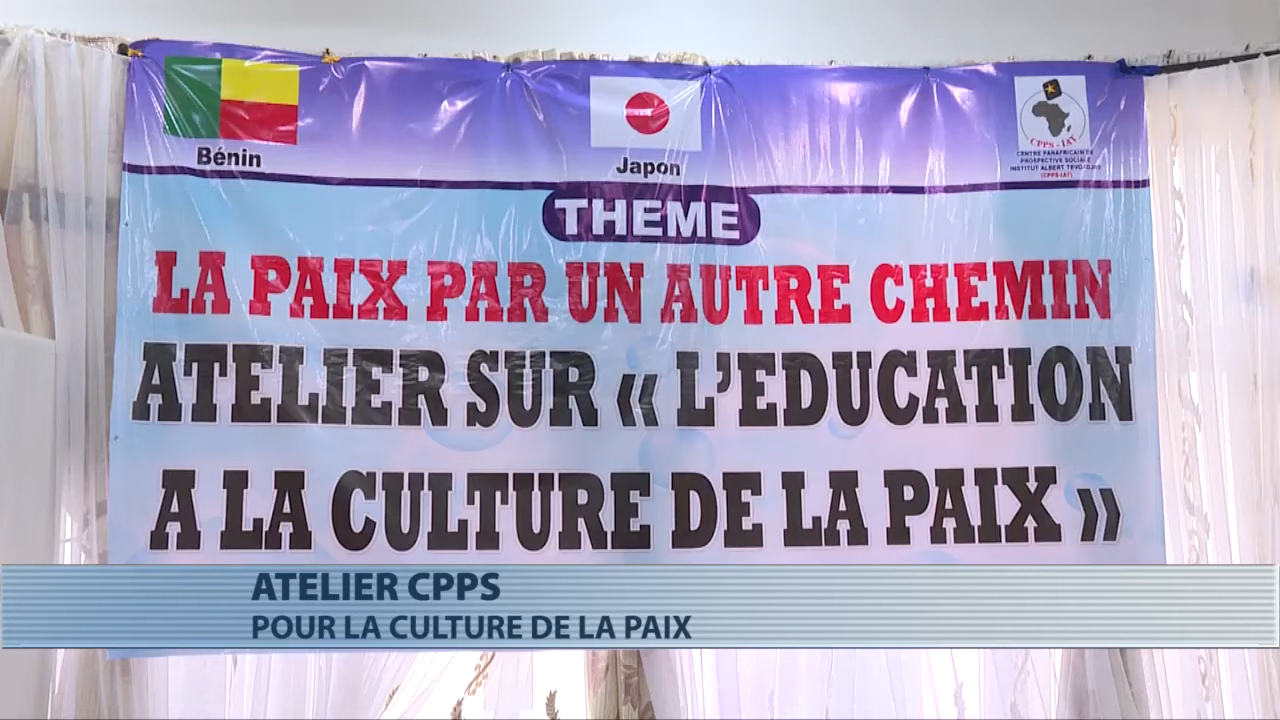 Bénin
Japon
CPPS - IAT
CENTRE PANAFRICAIN DE
PROSPECTIVE SOCIALE
INSTITUT ALBERT TEVOEDJRE
(CPPS-IAT)
THEME
LA PAIX PAR UN AUTRE CHEMIN
ATELIER SUR « L'EDUCATION
A LA CULTURE DE LA PAIX »
ATELIER CPPS
POUR LA CULTURE DE LA PAIX